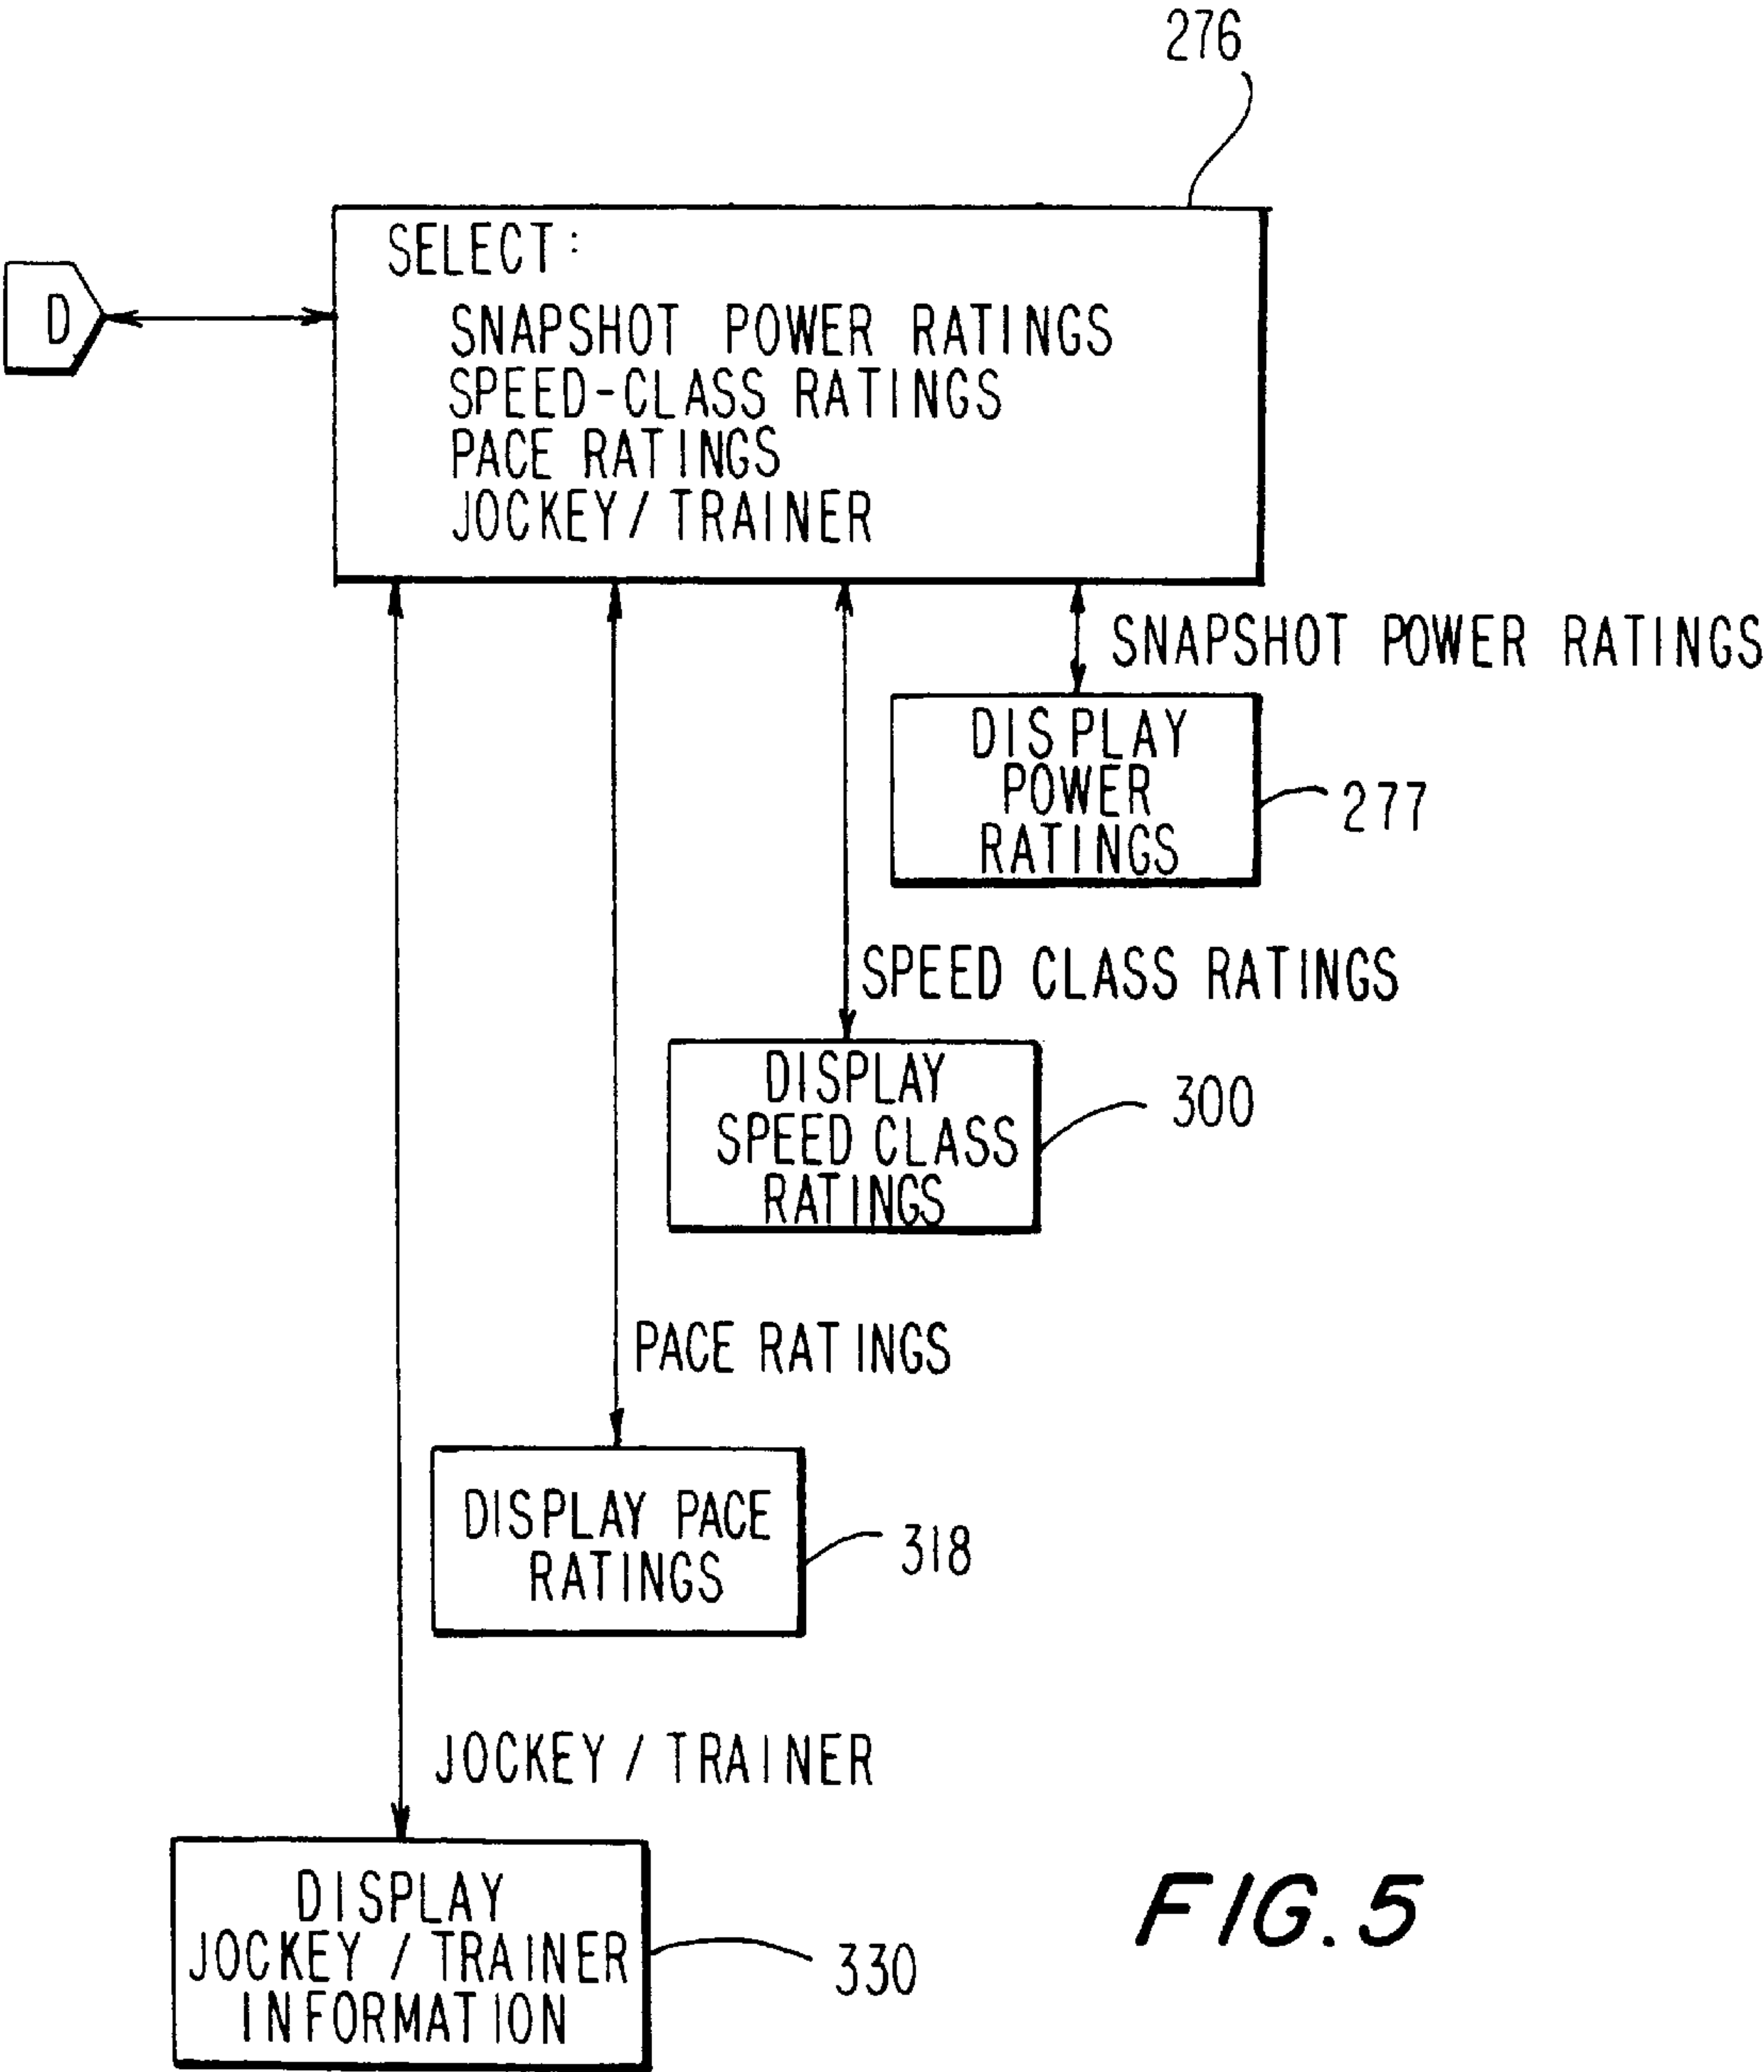 276
SELECT:
SNAPSHOT POWER RATINGS
SPEED-CLASS RATINGS
PACE RATINGS
JOCKEY/TRAINER
D
SNAPSHOT POWER RATINGS
DISPLAY
POWER
RATINGS
277
SPEED CLASS RATINGS
DISPLAY
SPEED CLASS
RATINGS
300
PACE RATINGS
DISPLAY PACE
RATINGS
318
JOCKEY / TRAINER
DISPLAY
JOCKEY / TRAINER
INFORMATION
330
FIG. 5